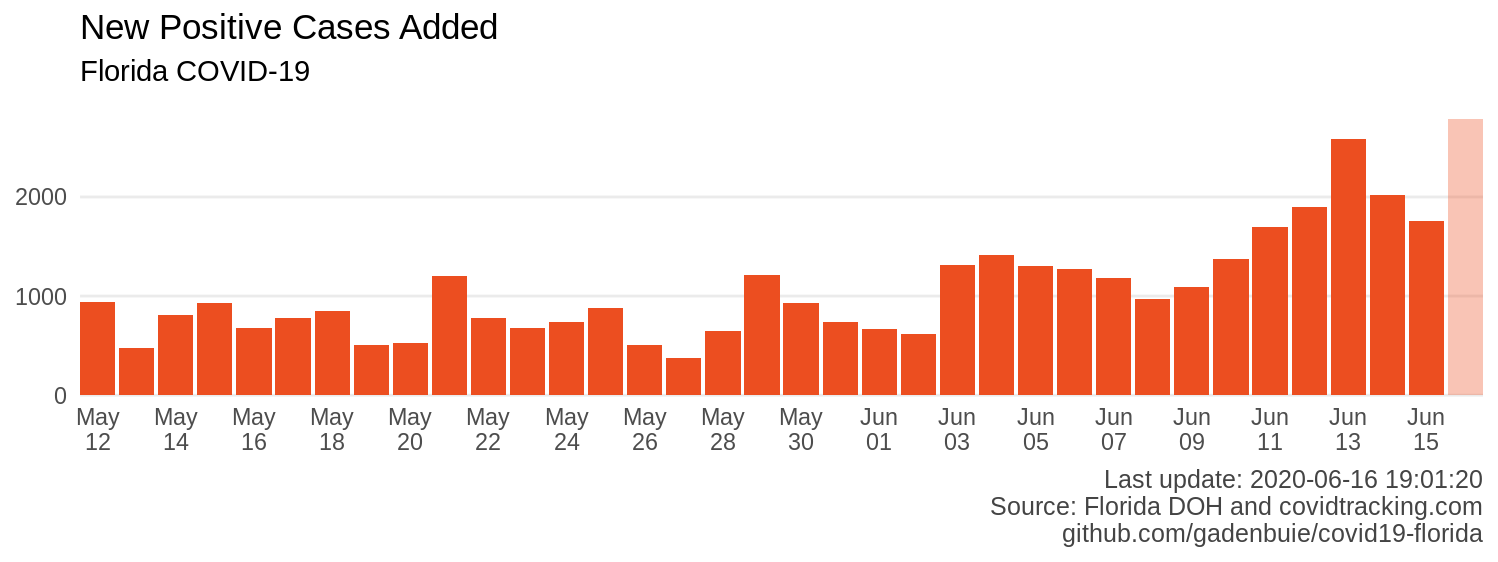 New Positive Cases Added
Florida COVID-19
2000
1000
0
May May May May May May May May May May Jun Jun Jun Jun Jun Jun Jun Jun
12 14 16 18 20 22 24 26 28 30 01 03 05 07 09 11 13 15
Last update: 2020-06-16 19:01:20
Source: Florida DOH and covidtracking.com
github.com/gadenbuie/covid19-florida